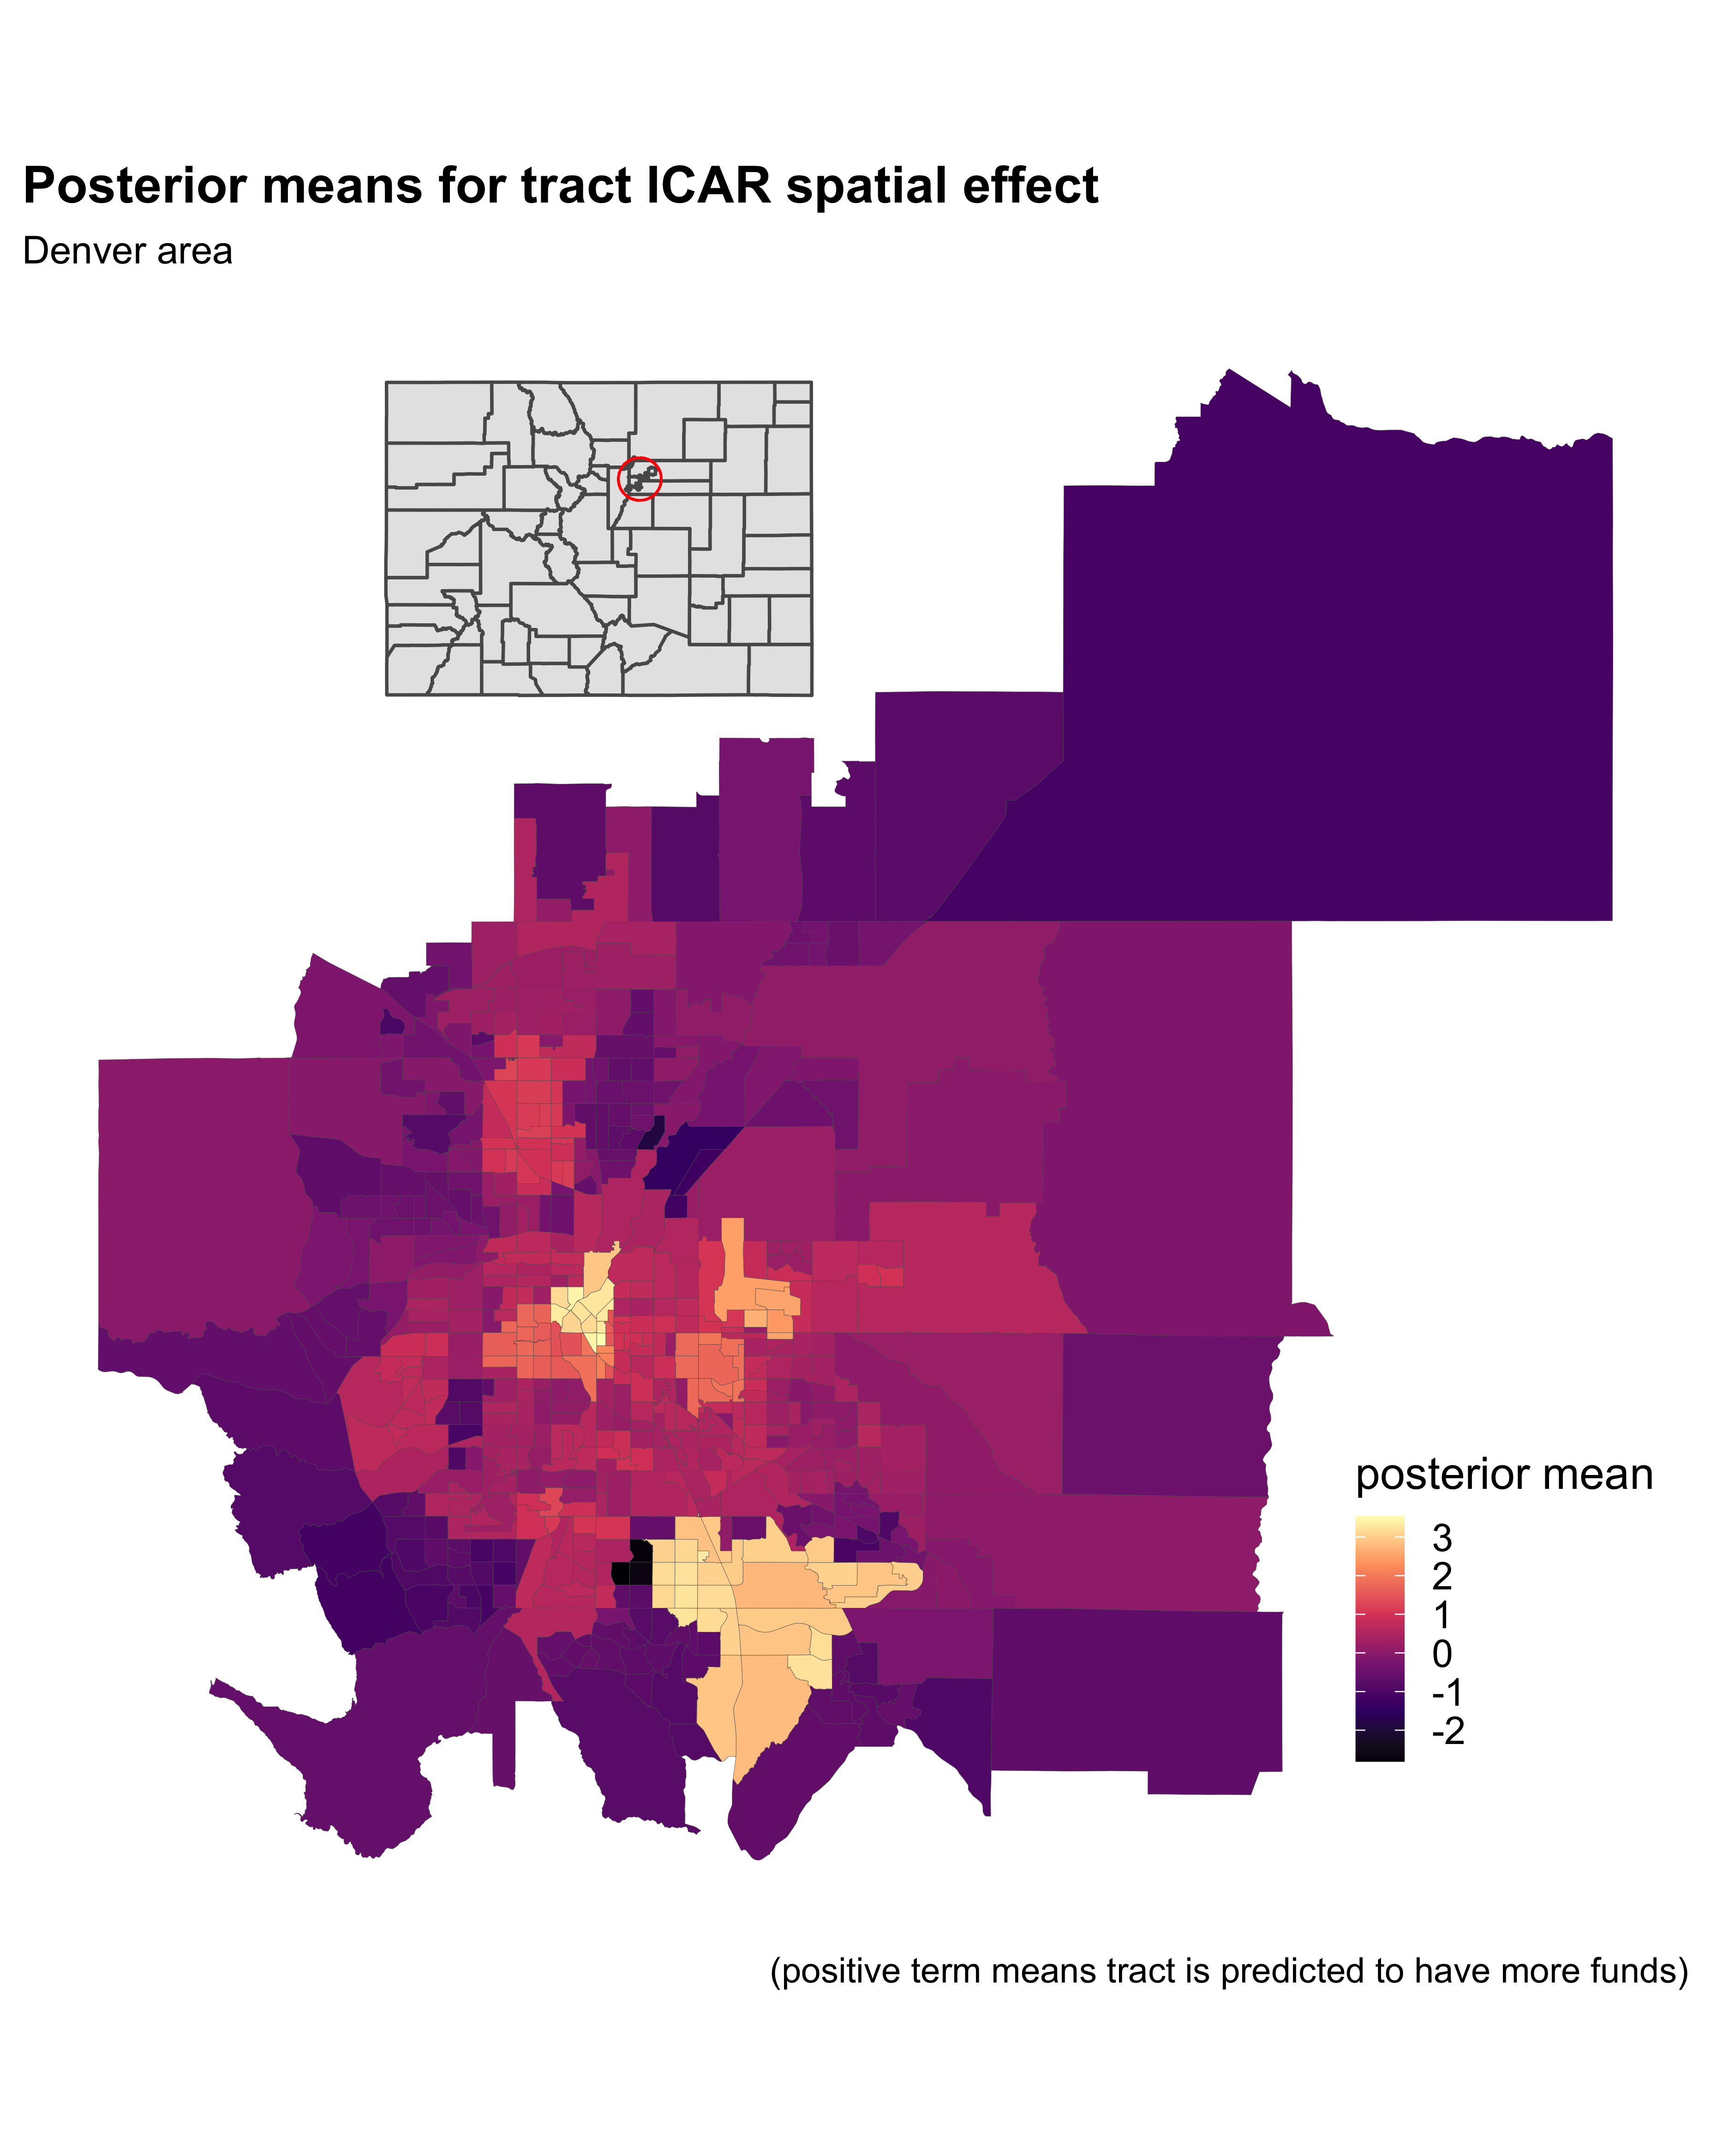 Posterior means for tract ICAR spatial effect
Denver area
posterior mean
3
2
1
0
-1
-2
(positive term means tract is predicted to have more funds)